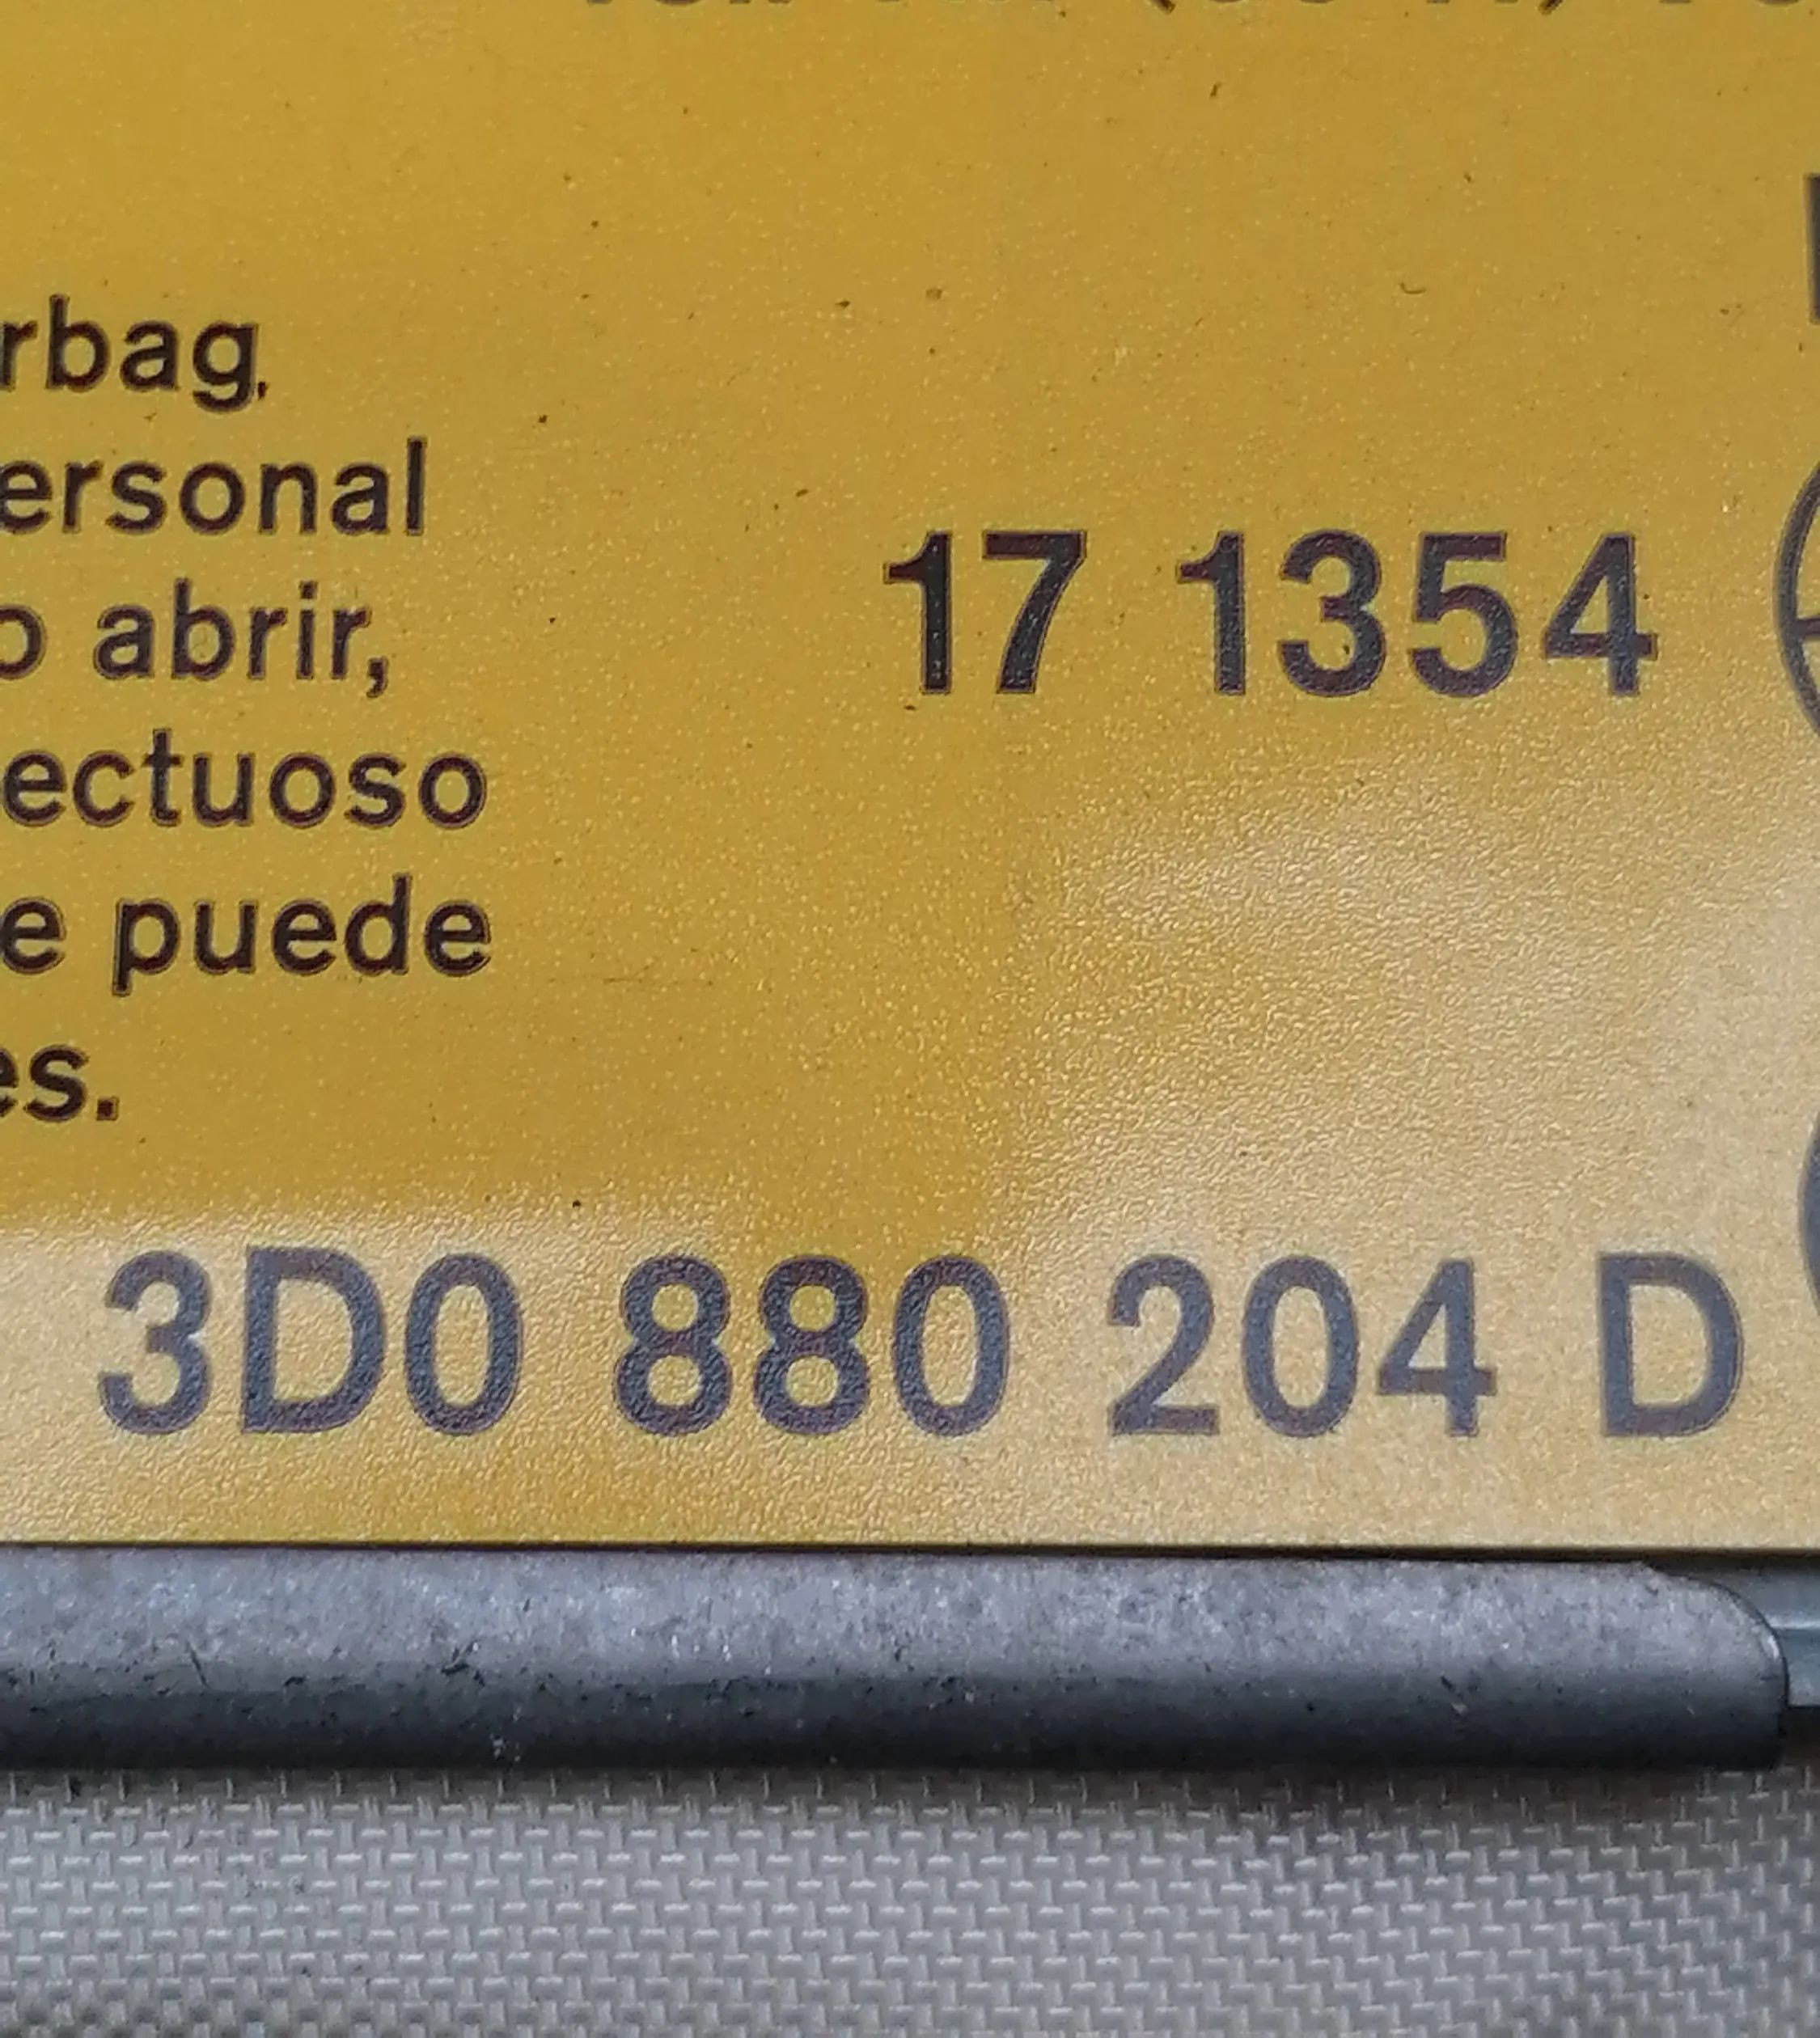 rbag.
ersonal
o abrir,
17 1354
ectuoso
e puede
es.
3D0 880 204 D